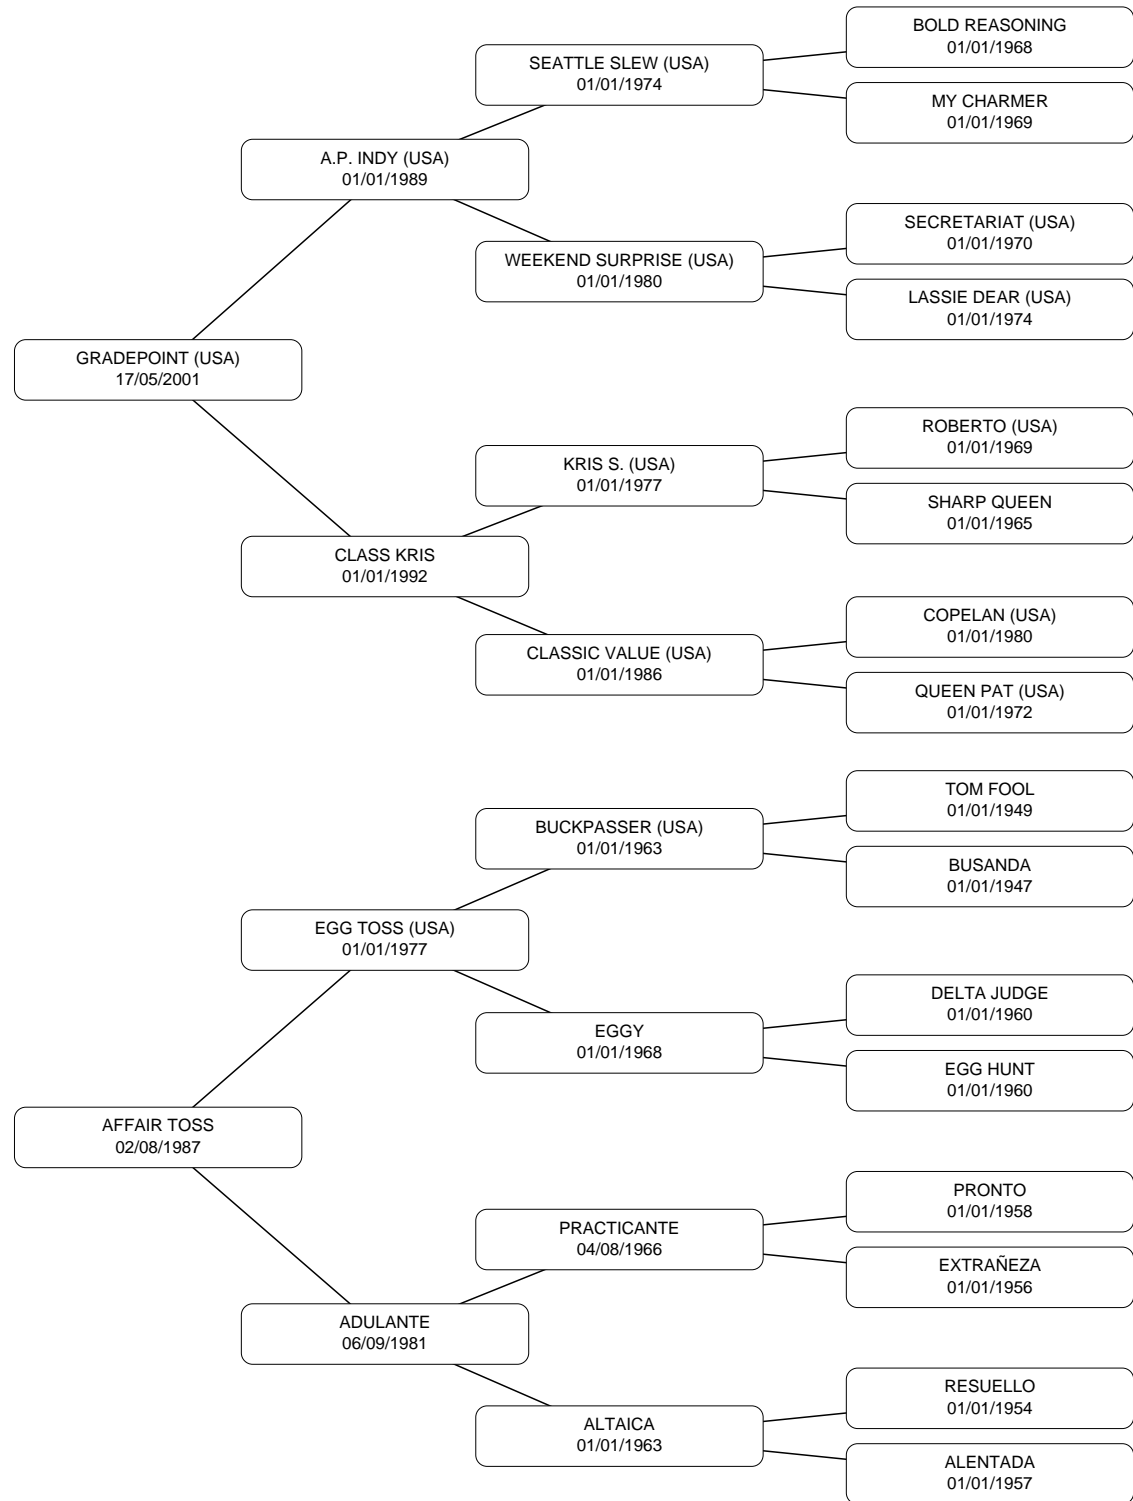 BOLD REASONING
01/01/1968
SEATTLE SLEW (USA)
01/01/1974
MY CHARMER
01/01/1969
A.P. INDY (USA)
01/01/1989
SECRETARIAT (USA)
01/01/1970
WEEKEND SURPRISE (USA)
01/01/1980
LASSIE DEAR (USA)
01/01/1974
GRADEPOINT (USA)
17/05/2001
ROBERTO (USA)
01/01/1969
KRIS S. (USA)
01/01/1977
SHARP QUEEN
01/01/1965
CLASS KRIS
01/01/1992
COPELAN (USA)
01/01/1980
CLASSIC VALUE (USA)
01/01/1986
QUEEN PAT (USA)
01/01/1972
TOM FOOL
01/01/1949
BUCKPASSER (USA)
01/01/1963
BUSANDA
01/01/1947
EGG TOSS (USA)
01/01/1977
DELTA JUDGE
01/01/1960
EGGY
01/01/1968
EGG HUNT
01/01/1960
AFFAIR TOSS
02/08/1987
PRONTO
01/01/1958
PRACTICANTE
04/08/1966
EXTRAÑEZA
01/01/1956
ADULANTE
06/09/1981
RESUELLO
01/01/1954
ALTAICA
01/01/1963
ALENTADA
01/01/1957